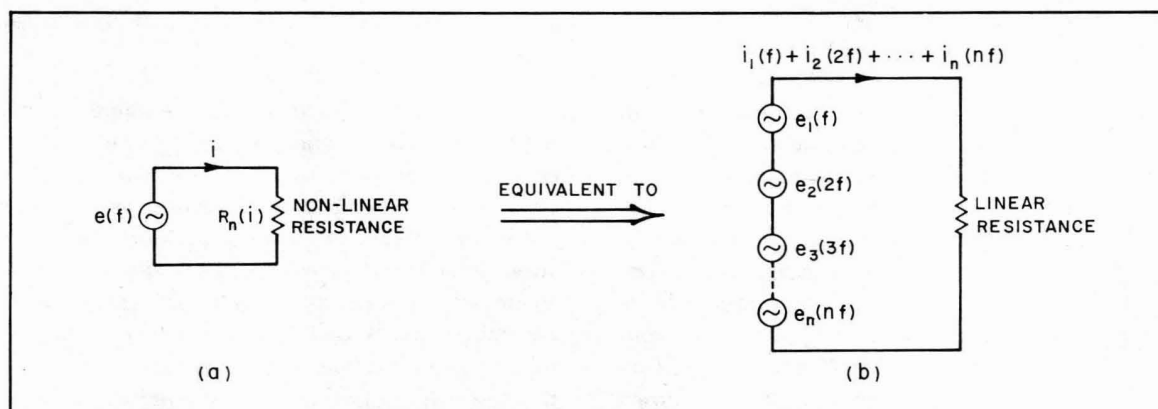 i
e(f)
R_n(i)
NON-LINEAR
RESISTANCE
(a)
EQUIVALENT TO
i_1(f) + i_2(2f) + ··· + i_n(nf)
e_1(f)
e_2(2f)
e_3(3f)
e_n(nf)
LINEAR
RESISTANCE
(b)